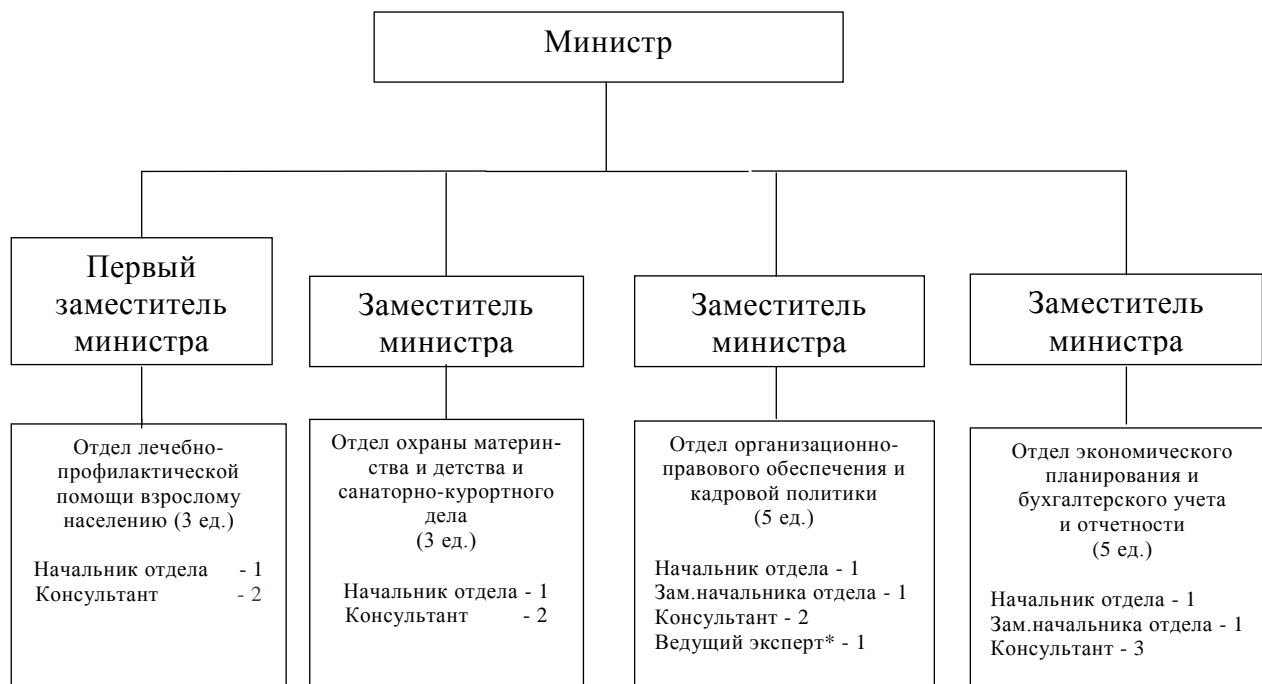 Министр
Первый
заместитель
министра
Заместитель
министра
Заместитель
министра
Заместитель
министра
Отдел лечебно-
профилактической
помощи взрослому
населению (3 ед.)
Начальник отдела - 1
Консультант - 2
Отдел охраны материн-
ства и детства и
санаторно-курортного
дела
(3 ед.)
Начальник отдела - 1
Консультант - 2
Отдел организационно-
правового обеспечения и
кадровой политики
(5 ед.)
Начальник отдела - 1
Зам.начальника отдела - 1
Консультант - 2
Ведущий эксперт* - 1
Отдел экономического
планирования и
бухгалтерского учета
и отчетности
(5 ед.)
Начальник отдела - 1
Зам.начальника отдела - 1
Консультант - 3